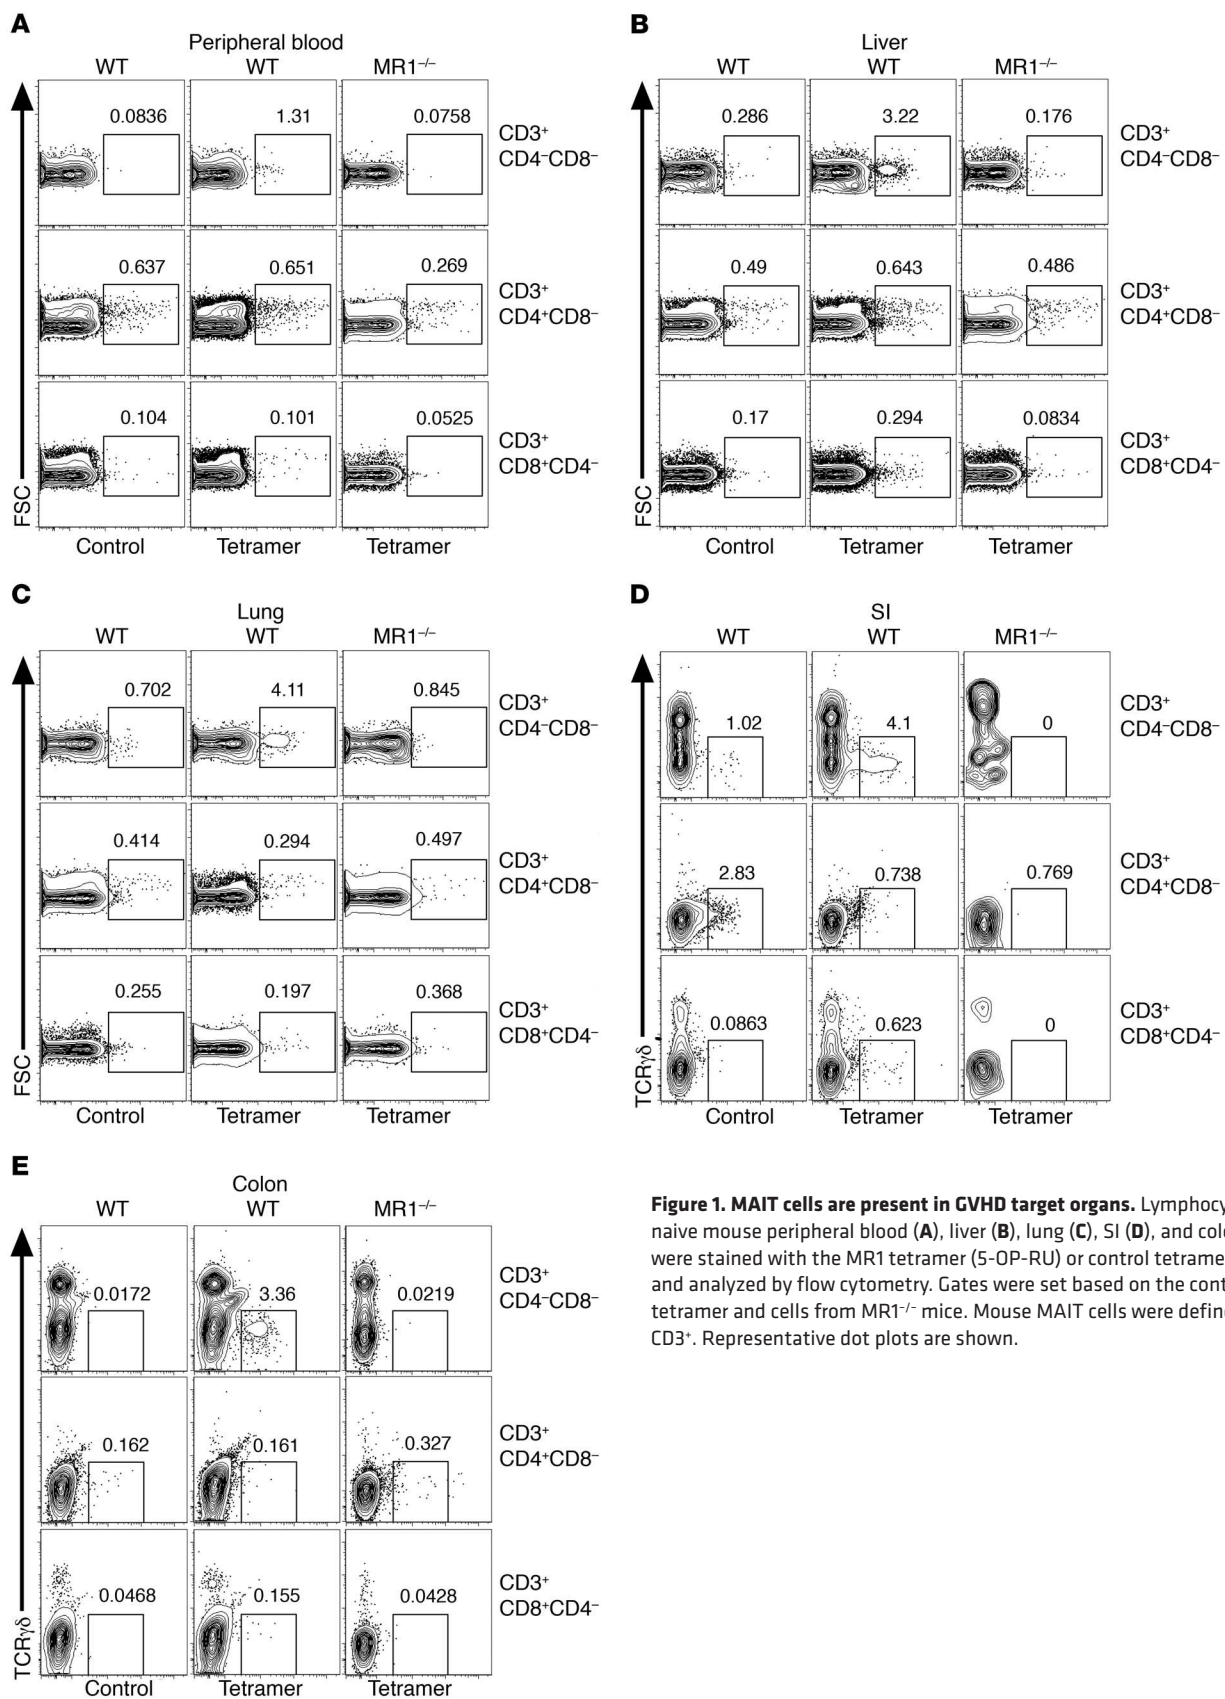 A
Peripheral blood
WT WT MR1⁻/⁻
0.0836 1.31 0.0758
CD3⁺
CD4⁻CD8⁻
0.637 0.651 0.269
CD3⁺
CD4⁺CD8⁻
0.104 0.101 0.0525
CD3⁺
CD8⁺CD4⁻
FSC
Control Tetramer Tetramer
B
Liver
WT WT MR1⁻/⁻
0.286 3.22 0.176
CD3⁺
CD4⁻CD8⁻
0.49 0.643 0.486
CD3⁺
CD4⁺CD8⁻
0.17 0.294 0.0834
CD3⁺
CD8⁺CD4⁻
FSC
Control Tetramer Tetramer
C
Lung
WT WT MR1⁻/⁻
0.702 4.11 0.845
CD3⁺
CD4⁻CD8⁻
0.414 0.294 0.497
CD3⁺
CD4⁺CD8⁻
0.255 0.197 0.368
CD3⁺
CD8⁺CD4⁻
FSC
Control Tetramer Tetramer
D
SI
WT WT MR1⁻/⁻
1.02 4.1 0
CD3⁺
CD4⁻CD8⁻
2.83 0.738 0.769
CD3⁺
CD4⁺CD8⁻
0.0863 0.623 0
CD3⁺
CD8⁺CD4⁻
TCRγδ
Control Tetramer Tetramer
E
Colon
WT WT MR1⁻/⁻
0.0172 3.36 0.0219
CD3⁺
CD4⁻CD8⁻
0.162 0.161 0.327
CD3⁺
CD4⁺CD8⁻
0.0468 0.155 0.0428
CD3⁺
CD8⁺CD4⁻
TCRγδ
Control Tetramer Tetramer
Figure 1. MAIT cells are present in GVHD target organs. Lymphocy
naive mouse peripheral blood (A), liver (B), lung (C), SI (D), and colo
were stained with the MR1 tetramer (5-OP-RU) or control tetrame
and analyzed by flow cytometry. Gates were set based on the cont
tetramer and cells from MR1⁻/⁻ mice. Mouse MAIT cells were define
CD3⁺. Representative dot plots are shown.